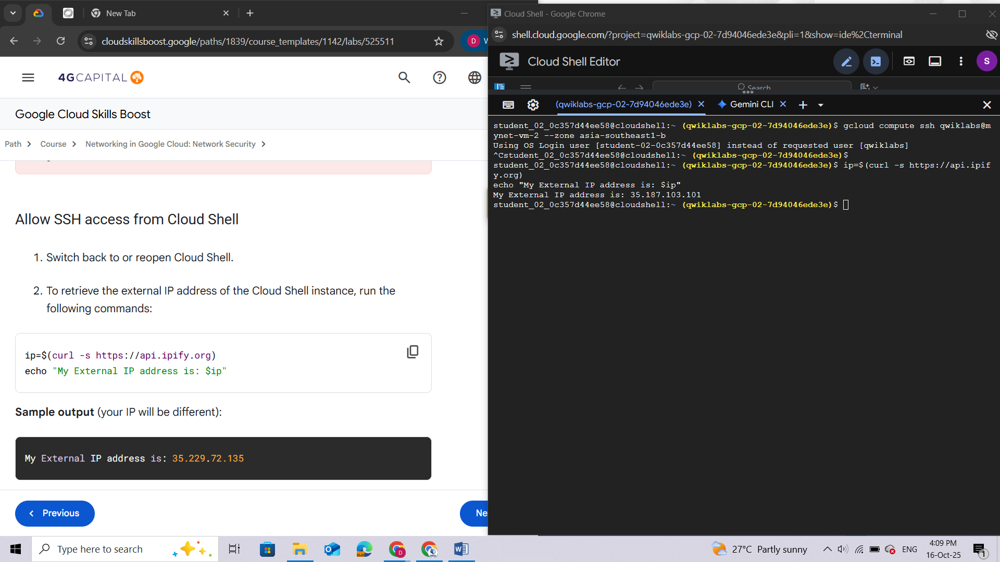 New Tab
cloudskillsboost.google/paths/1839/course_templates/1142/labs/525511
D
4GCAPITAL
Google Cloud Skills Boost
Path
Course
Networking in Google Cloud: Network Security
Allow SSH access from Cloud Shell
1. Switch back to or reopen Cloud Shell.
2. To retrieve the external IP address of the Cloud Shell instance, run the
following commands:
ip=$(curl -s https://api.ipify.org)
echo "My External IP address is: $ip"
Sample output (your IP will be different):
My External IP address is: 35.229.72.135
Previous
Ne
Cloud Shell - Google Chrome
shell.cloud.google.com/?project=qwiklabs-gcp-02-7d94046ede3e&pli=1&show=ide%2Cterminal
Cloud Shell Editor
S
Search
(qwiklabs-gcp-02-7d94046ede3e)
Gemini CLI
student_02_0c357d44ee58@cloudshell:~ (qwiklabs-gcp-02-7d94046ede3e)$ gcloud compute ssh qwiklabs@m
ynet-vm-2 --zone asia-southeast1-b
Using OS Login user [student-02-0c357d44ee58] instead of requested user [qwiklabs]
^Cstudent_02_0c357d44ee58@cloudshell:~ (qwiklabs-gcp-02-7d94046ede3e)$
student_02_0c357d44ee58@cloudshell:~ (qwiklabs-gcp-02-7d94046ede3e)$ ip=$(curl -s https://api.ipif
y.org)
echo "My External IP address is: $ip"
My External IP address is: 35.187.103.101
student_02_0c357d44ee58@cloudshell:~ (qwiklabs-gcp-02-7d94046ede3e)$
Type here to search
27°C Partly sunny
ENG
4:09 PM
16-Oct-25
1